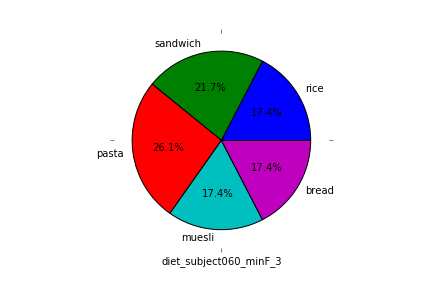 sandwich
rice
21.7%
17.4%
pasta
26.1%
17.4%
17.4%
bread
muesli
diet_subject060_minF_3